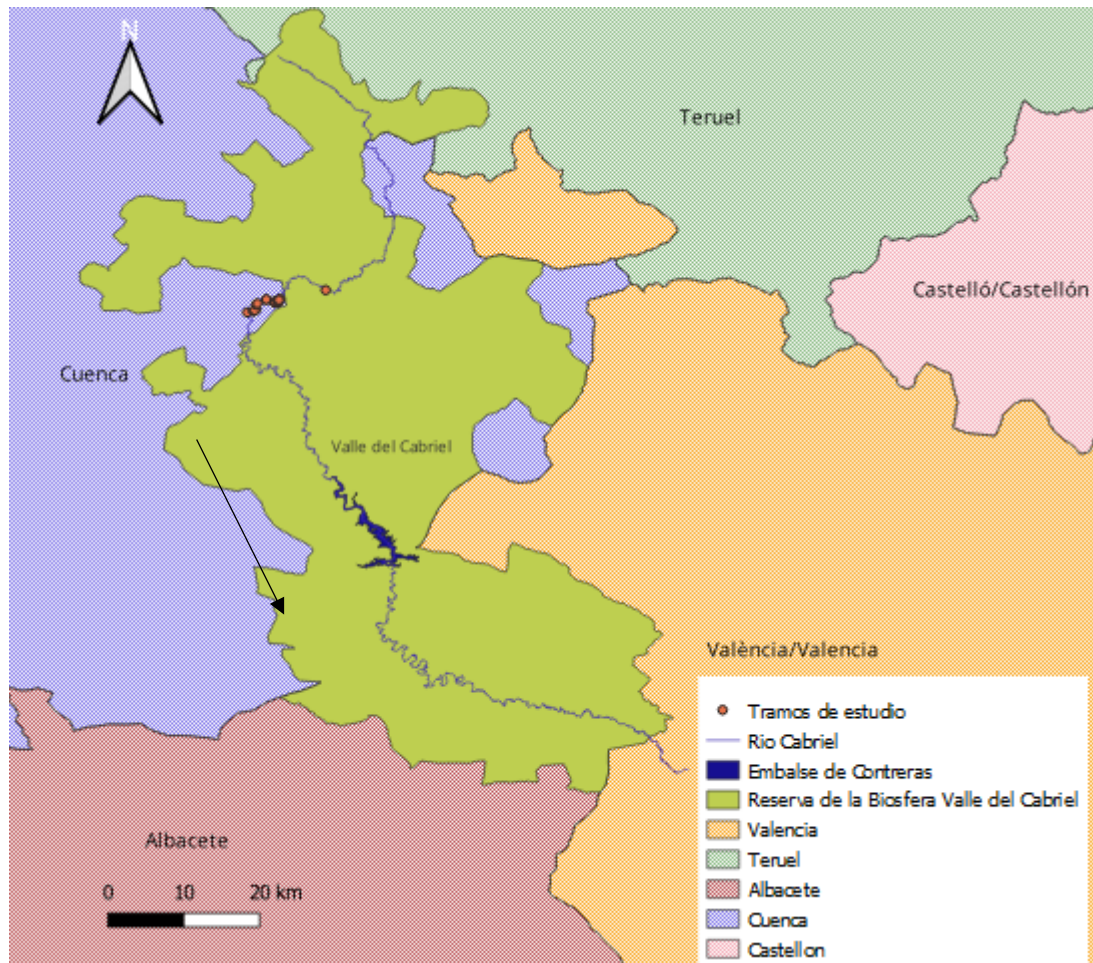 N
Teruel
Castelló/Castellón
Cuenca
Valle del Cabriel
València/Valencia
Albacete
0 10 20 km
Tramos de estudio
Rio Cabriel
Embalse de Contreras
Reserva de la Biosfera Valle del Cabriel
Valencia
Teruel
Albacete
Cuenca
Castellon